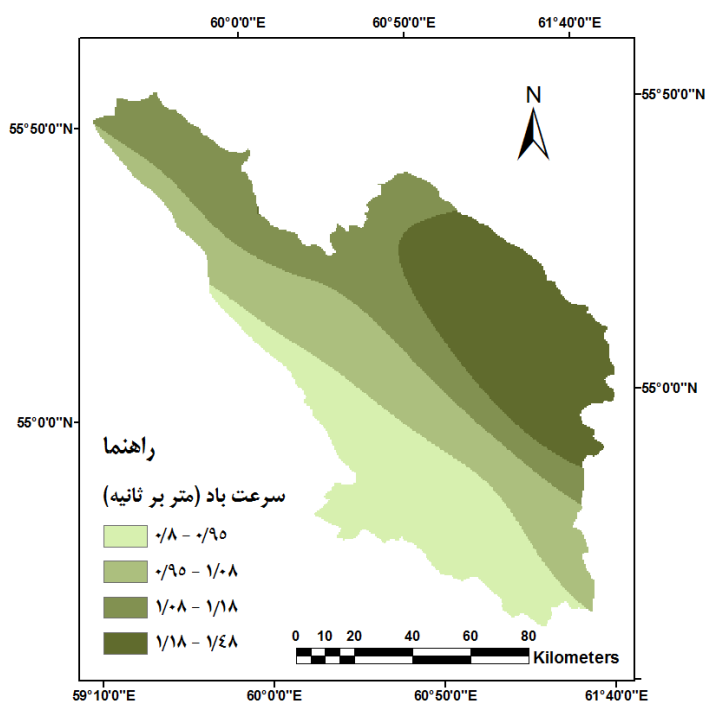 60°0'0"E 60°50'0"E 61°40'0"E
N
55°50'0"N
55°50'0"N
55°0'0"N
55°0'0"N
راهنما
سرعت باد (متر بر ثانیه)
۰/۸ - ۰/۹۵
۰/۹۵ - ۱/۰۸
۱/۰۸ - ۱/۱۸
۱/۱۸ - ۱/٤۸
0 10 20 40 60 80
Kilometers
59°10'0"E 60°0'0"E 60°50'0"E 61°40'0"E